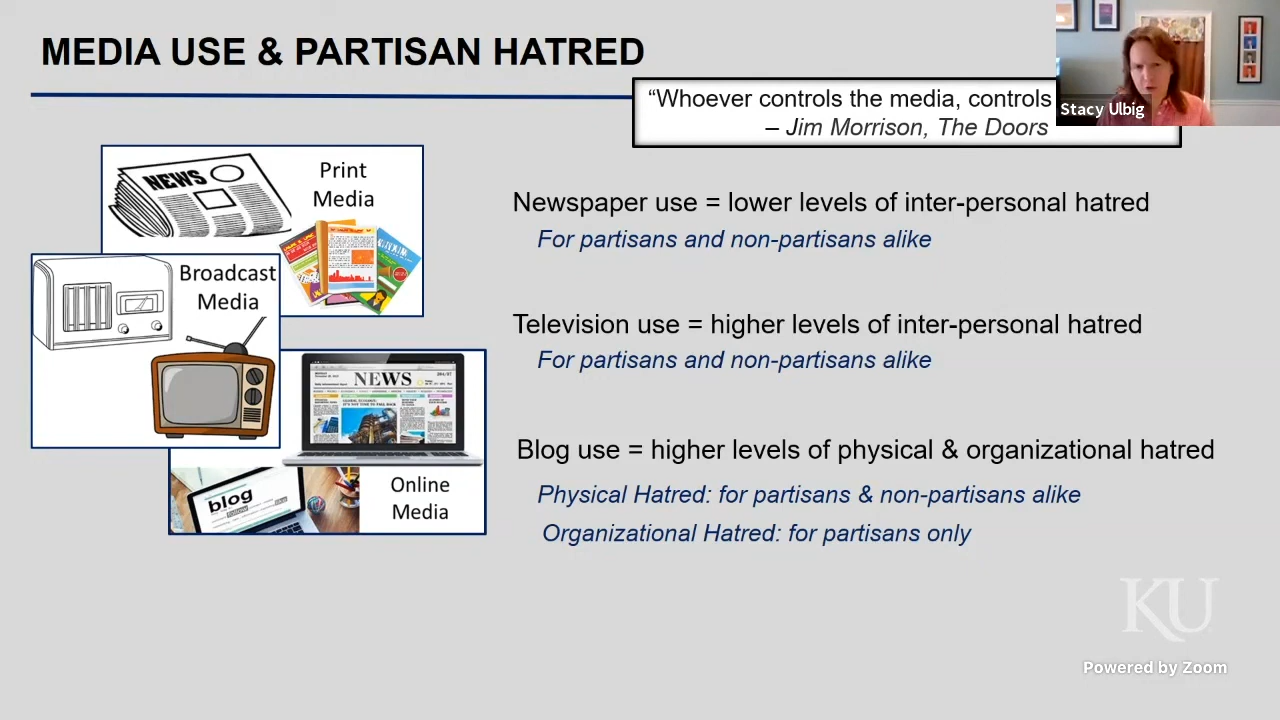 MEDIA USE & PARTISAN HATRED
“Whoever controls the media, controls
– Jim Morrison, The Doors
Stacy Ulbig
NEWS
Print
Media
Broadcast
Media
NEWS
blog
Online
Media
Newspaper use = lower levels of inter-personal hatred
For partisans and non-partisans alike
Television use = higher levels of inter-personal hatred
For partisans and non-partisans alike
Blog use = higher levels of physical & organizational hatred
Physical Hatred: for partisans & non-partisans alike
Organizational Hatred: for partisans only
KU
Powered by Zoom